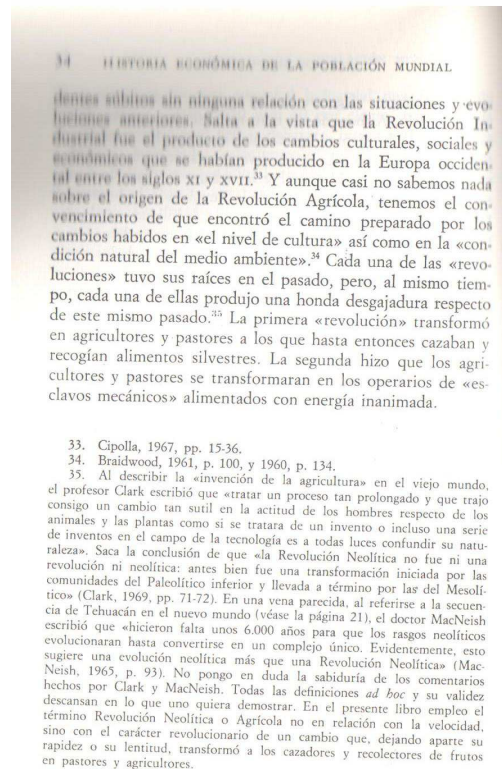 34 HISTORIA ECONÓMICA DE LA POBLACIÓN MUNDIAL
dentes súbitos sin ninguna relación con las situaciones y evo-
luciones anteriores. Salta a la vista que la Revolución In-
dustrial fue el producto de los cambios culturales, sociales y
económicos que se habían producido en la Europa occiden-
tal entre los siglos XI y XVII.³³ Y aunque casi no sabemos nada
sobre el origen de la Revolución Agrícola, tenemos el con-
vencimiento de que encontró el camino preparado por los
cambios habidos en «el nivel de cultura» así como en la «con-
dición natural del medio ambiente».³⁴ Cada una de las «revo-
luciones» tuvo sus raíces en el pasado, pero, al mismo tiem-
po, cada una de ellas produjo una honda desgajadura respecto
de este mismo pasado.³⁵ La primera «revolución» transformó
en agricultores y pastores a los que hasta entonces cazaban y
recogían alimentos silvestres. La segunda hizo que los agri-
cultores y pastores se transformaran en los operarios de «es-
clavos mecánicos» alimentados con energía inanimada.
33. Cipolla, 1967, pp. 15-36.
34. Braidwood, 1961, p. 100, y 1960, p. 134.
35. Al describir la «invención de la agricultura» en el viejo mundo,
el profesor Clark escribió que «tratar un proceso tan prolongado y que trajo
consigo un cambio tan sutil en la actitud de los hombres respecto de los
animales y las plantas como si se tratara de un invento o incluso una serie
de inventos en el campo de la tecnología es a todas luces confundir su natu-
raleza». Saca la conclusión de que «la Revolución Neolítica no fue ni una
revolución ni neolítica: antes bien fue una transformación iniciada por las
comunidades del Paleolítico inferior y llevada a término por las del Mesolí-
tico» (Clark, 1969, pp. 71-72). En una vena parecida, al referirse a la secuen-
cia de Tehuacán en el nuevo mundo (véase la página 21), el doctor MacNeish
escribió que «hicieron falta unos 6.000 años para que los rasgos neolíticos
evolucionaran hasta convertirse en un complejo único. Evidentemente, esto
sugiere una evolución neolítica más que una Revolución Neolítica» (Mac-
Neish, 1965, p. 93). No pongo en duda la sabiduría de los comentarios
hechos por Clark y MacNeish. Todas las definiciones ad hoc y su validez
descansan en lo que uno quiera demostrar. En el presente libro empleo el
término Revolución Neolítica o Agrícola no en relación con la velocidad,
sino con el carácter revolucionario de un cambio que, dejando aparte su
rapidez o su lentitud, transformó a los cazadores y recolectores de frutos
en pastores y agricultores.